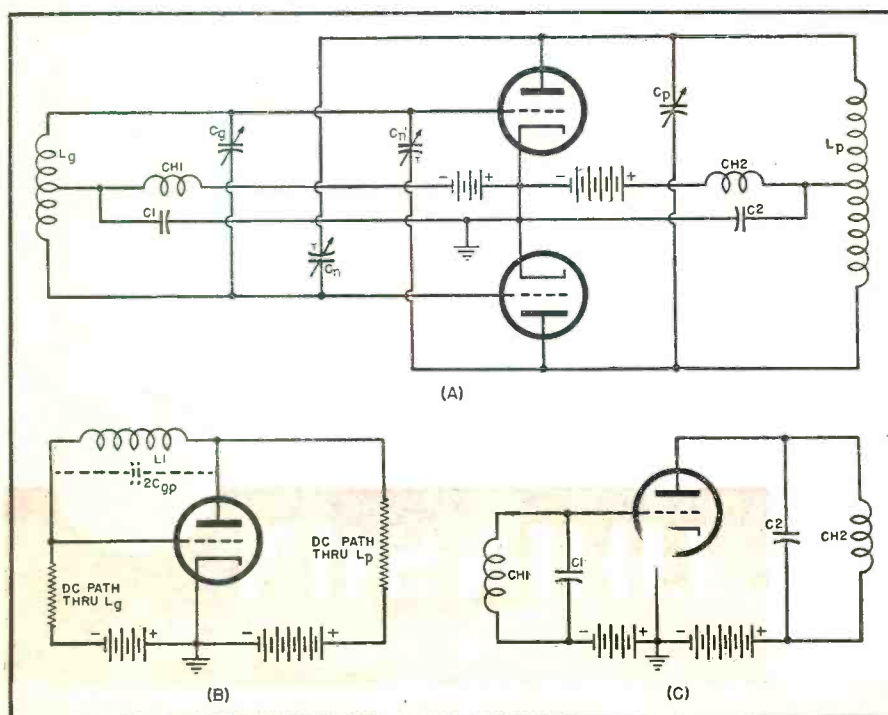 Cg
Cn'
Cp
Lg
Lp
CH1
- +
- +
CH2
C1
C2
Cn
(A)
L1
2Cgp
DC PATH
THRU Lp
DC PATH
THRU Lg
- +
- +
(B)
CH1
C1
C2
CH2
- +
- +
(C)